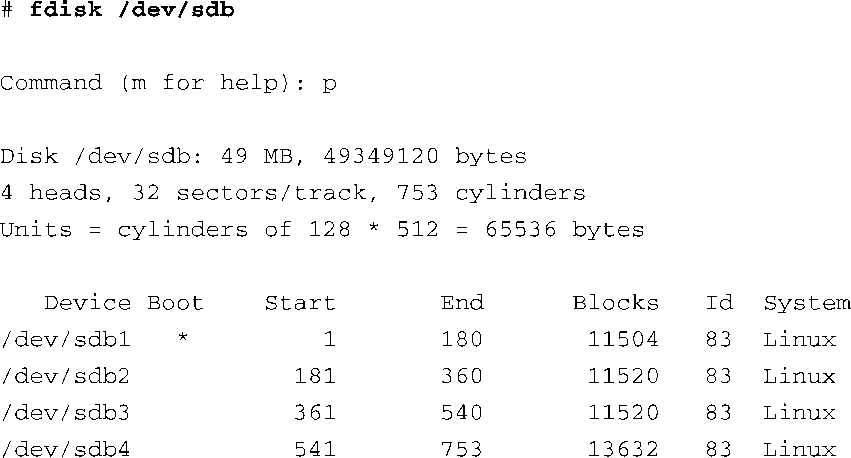 # fdisk /dev/sdb
Command (m for help): p
Disk /dev/sdb: 49 MB, 49349120 bytes
4 heads, 32 sectors/track, 753 cylinders
Units = cylinders of 128 * 512 = 65536 bytes
Device Boot Start End Blocks Id System
/dev/sdb1 * 1 180 11504 83 Linux
/dev/sdb2 181 360 11520 83 Linux
/dev/sdb3 361 540 11520 83 Linux
/dev/sdb4 541 753 13632 83 Linux